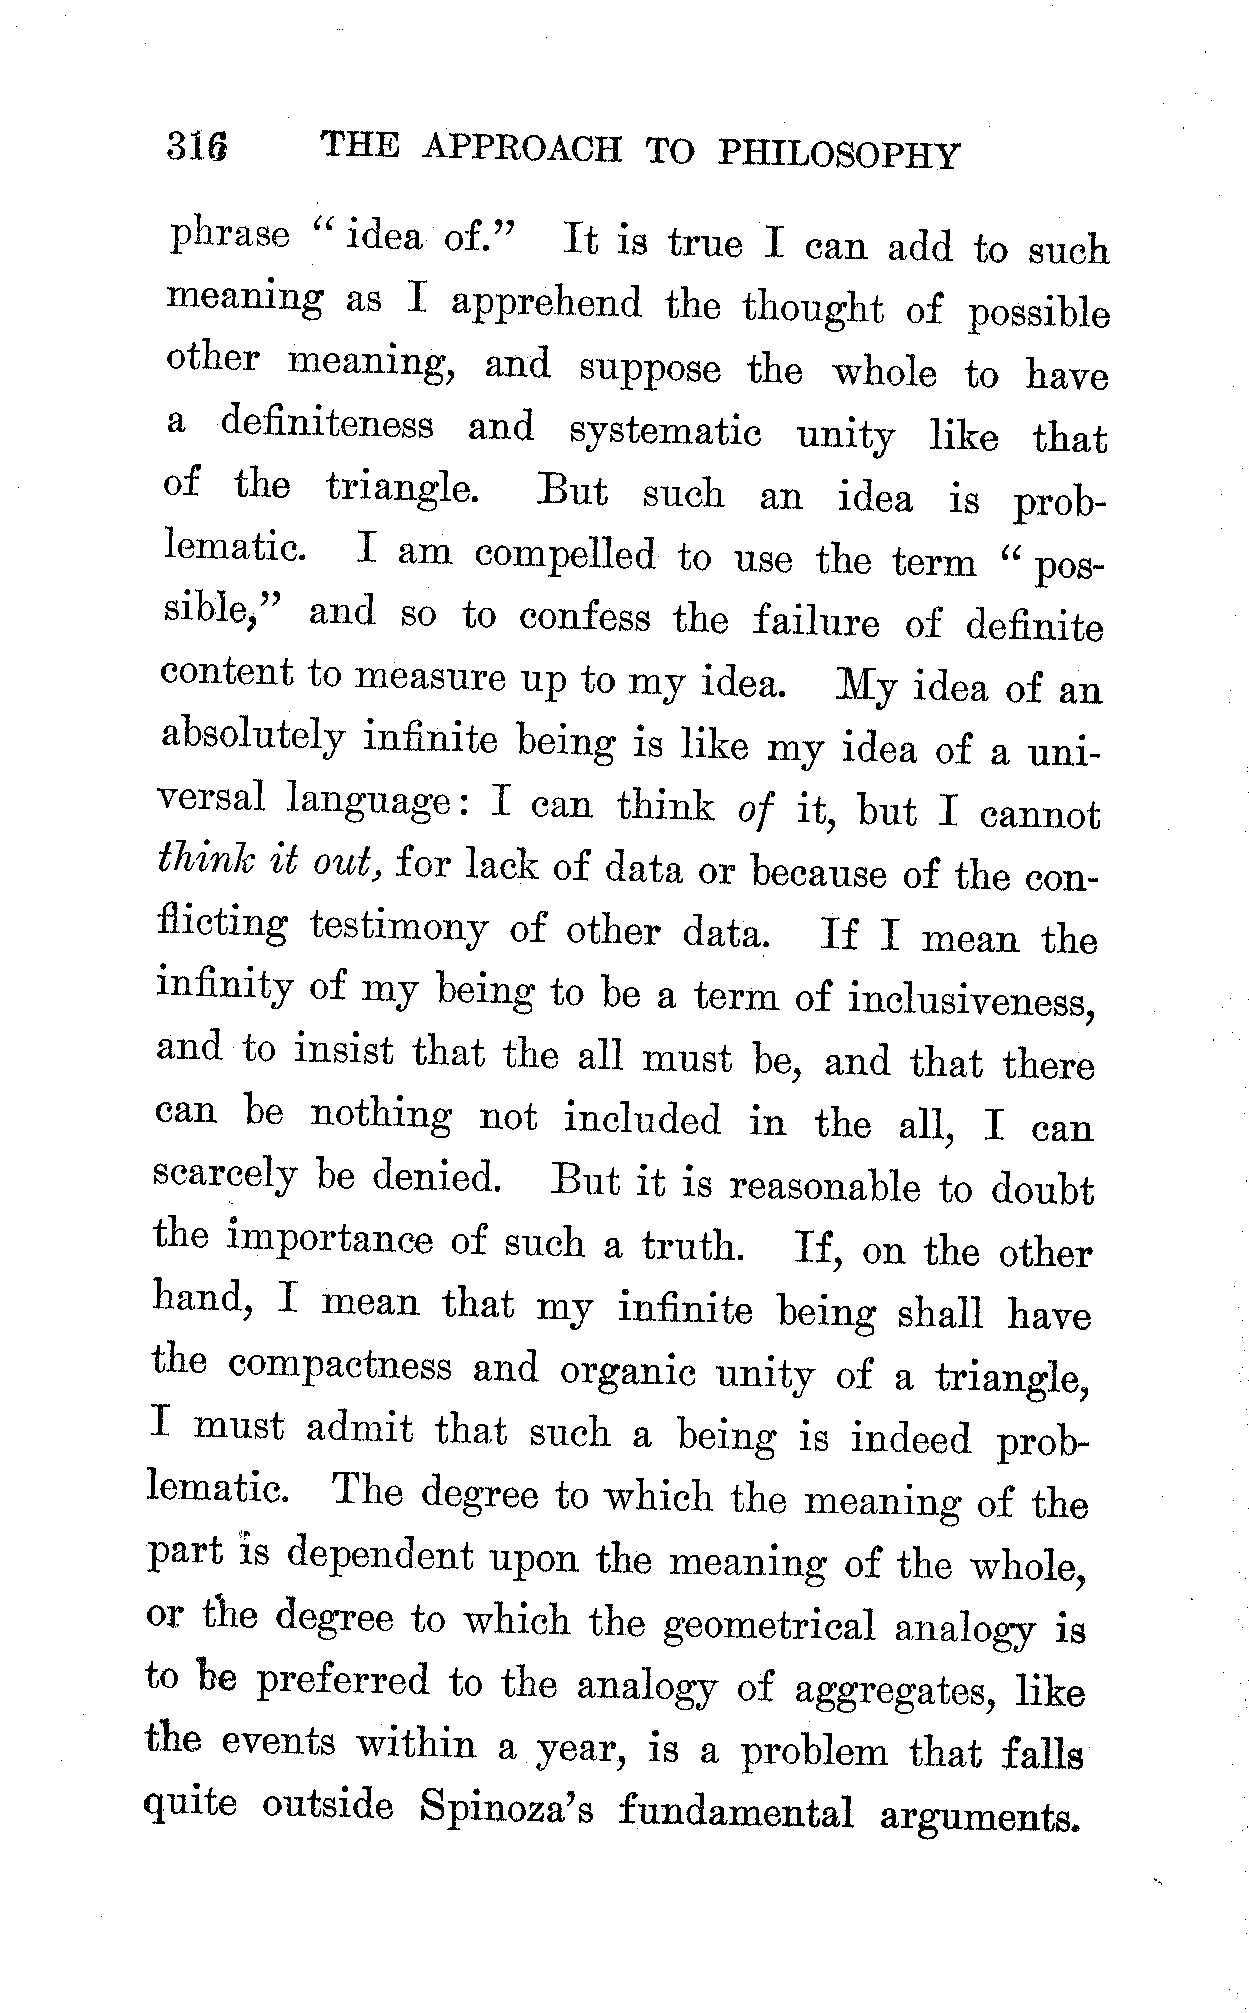 316 THE APPROACH TO PHILOSOPHY
phrase “ idea of.” It is true I can add to such
meaning as I apprehend the thought of possible
other meaning, and suppose the whole to have
a definiteness and systematic unity like that
of the triangle. But such an idea is prob-
lematic. I am compelled to use the term “ pos-
sible,” and so to confess the failure of definite
content to measure up to my idea. My idea of an
absolutely infinite being is like my idea of a uni-
versal language: I can think of it, but I cannot
think it out, for lack of data or because of the con-
flicting testimony of other data. If I mean the
infinity of my being to be a term of inclusiveness,
and to insist that the all must be, and that there
can be nothing not included in the all, I can
scarcely be denied. But it is reasonable to doubt
the importance of such a truth. If, on the other
hand, I mean that my infinite being shall have
the compactness and organic unity of a triangle,
I must admit that such a being is indeed prob-
lematic. The degree to which the meaning of the
part is dependent upon the meaning of the whole,
or the degree to which the geometrical analogy is
to be preferred to the analogy of aggregates, like
the events within a year, is a problem that falls
quite outside Spinoza’s fundamental arguments.